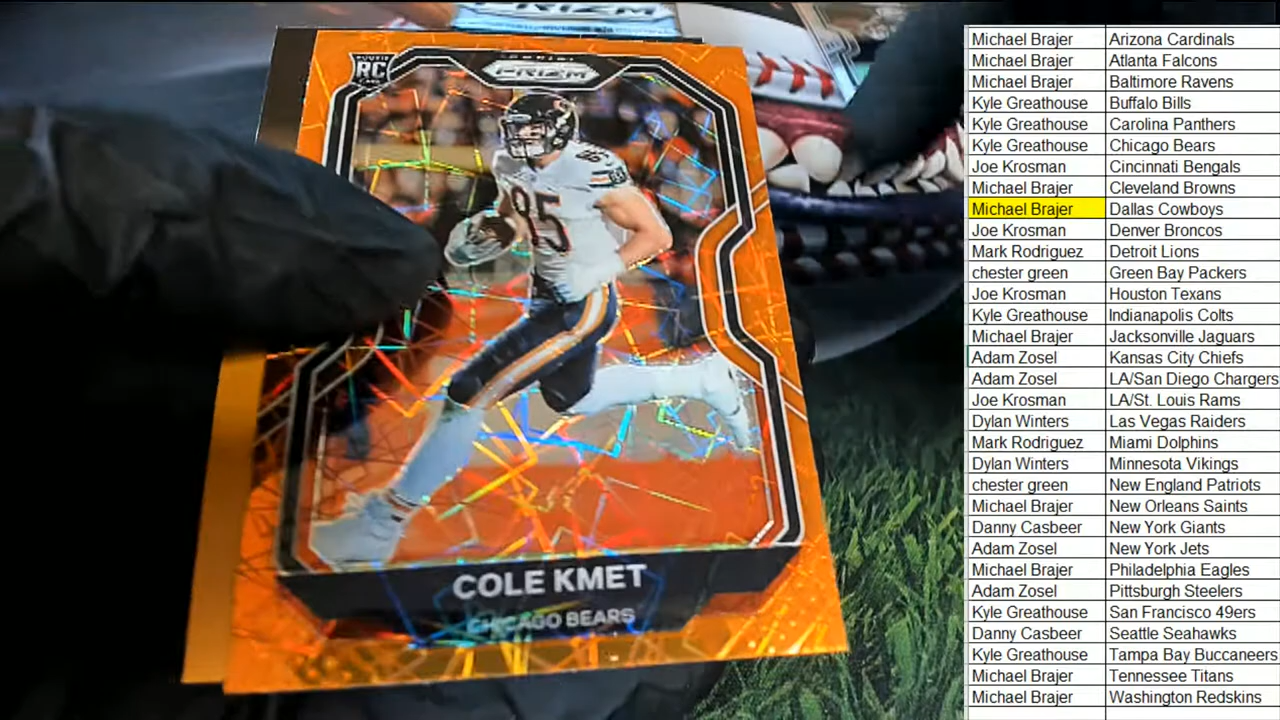 PRIZM
ROOKIE
RC
CARD
PANINI
PRIZM
85
85
COLE KMET
CHICAGO BEARS
Michael Brajer Arizona Cardinals
Michael Brajer Atlanta Falcons
Michael Brajer Baltimore Ravens
Kyle Greathouse Buffalo Bills
Kyle Greathouse Carolina Panthers
Kyle Greathouse Chicago Bears
Joe Krosman Cincinnati Bengals
Michael Brajer Cleveland Browns
Michael Brajer Dallas Cowboys
Joe Krosman Denver Broncos
Mark Rodriguez Detroit Lions
chester green Green Bay Packers
Joe Krosman Houston Texans
Kyle Greathouse Indianapolis Colts
Michael Brajer Jacksonville Jaguars
Adam Zosel Kansas City Chiefs
Adam Zosel LA/San Diego Chargers
Joe Krosman LA/St. Louis Rams
Dylan Winters Las Vegas Raiders
Mark Rodriguez Miami Dolphins
Dylan Winters Minnesota Vikings
chester green New England Patriots
Michael Brajer New Orleans Saints
Danny Casbeer New York Giants
Adam Zosel New York Jets
Michael Brajer Philadelphia Eagles
Adam Zosel Pittsburgh Steelers
Kyle Greathouse San Francisco 49ers
Danny Casbeer Seattle Seahawks
Kyle Greathouse Tampa Bay Buccaneers
Michael Brajer Tennessee Titans
Michael Brajer Washington Redskins